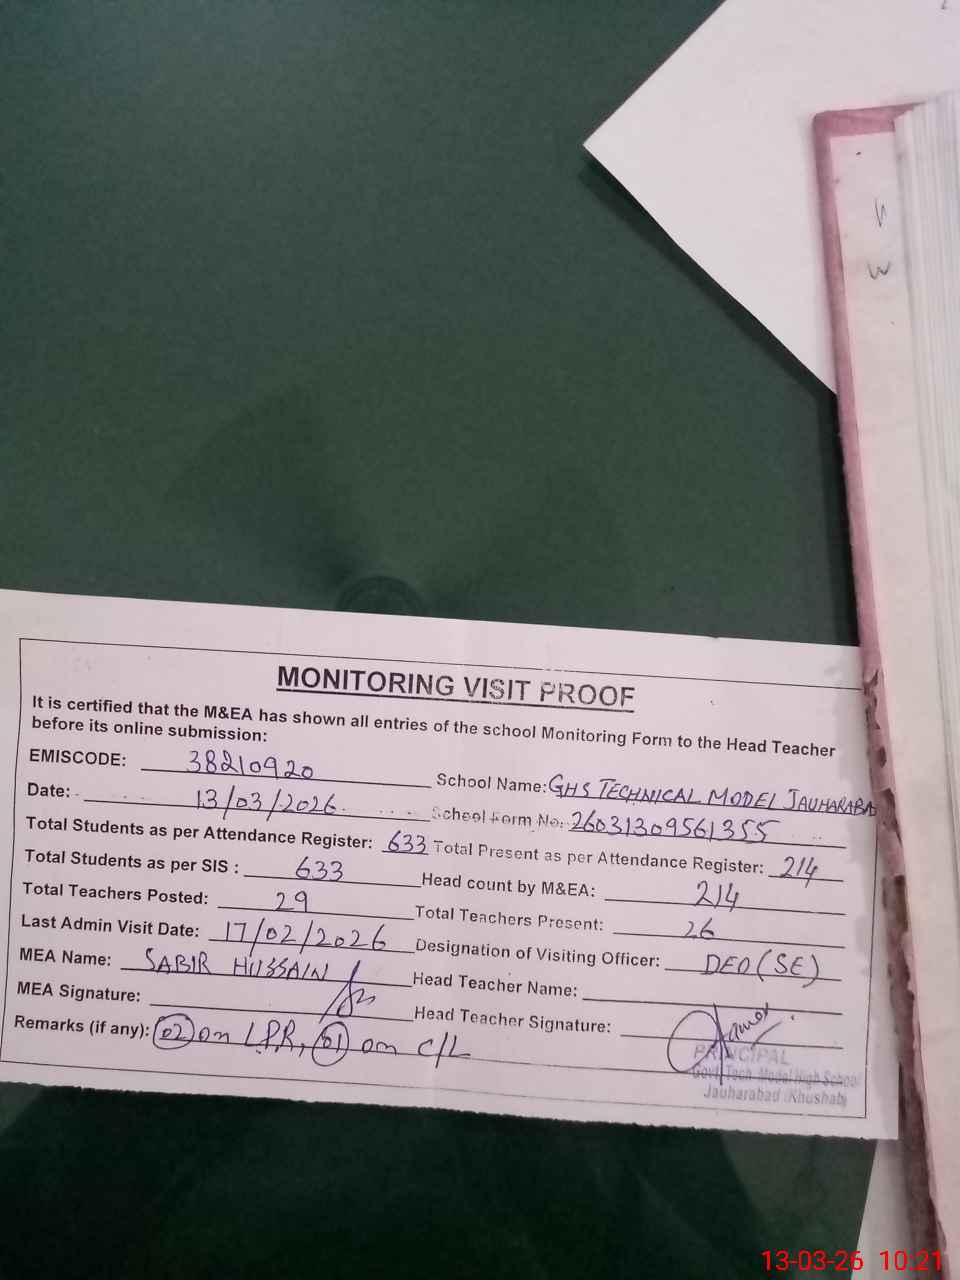 MONITORING VISIT PROOF
It is certified that the M&EA has shown all entries of the school Monitoring Form to the Head Teacher
before its online submission:
EMISCODE: 38210920 School Name: GHS TECHNICAL MODEL JAUHARABAD
Date: 13/03/2026 School Form No. 26031309561355
Total Students as per Attendance Register: 633 Total Present as per Attendance Register: 214
Total Students as per SIS : 633 Head count by M&EA: 214
Total Teachers Posted: 29 Total Teachers Present: 26
Last Admin Visit Date: 17/02/2026 Designation of Visiting Officer: DEO (SE)
MEA Name: SABIR HUSSAIN Head Teacher Name:
MEA Signature: Head Teacher Signature:
Remarks (if any): 02 on LPR, 01 on C/L
PRINCIPAL
Govt. Tech. Model High School
Jauharabad (Khushab)
13-03-26 10:21